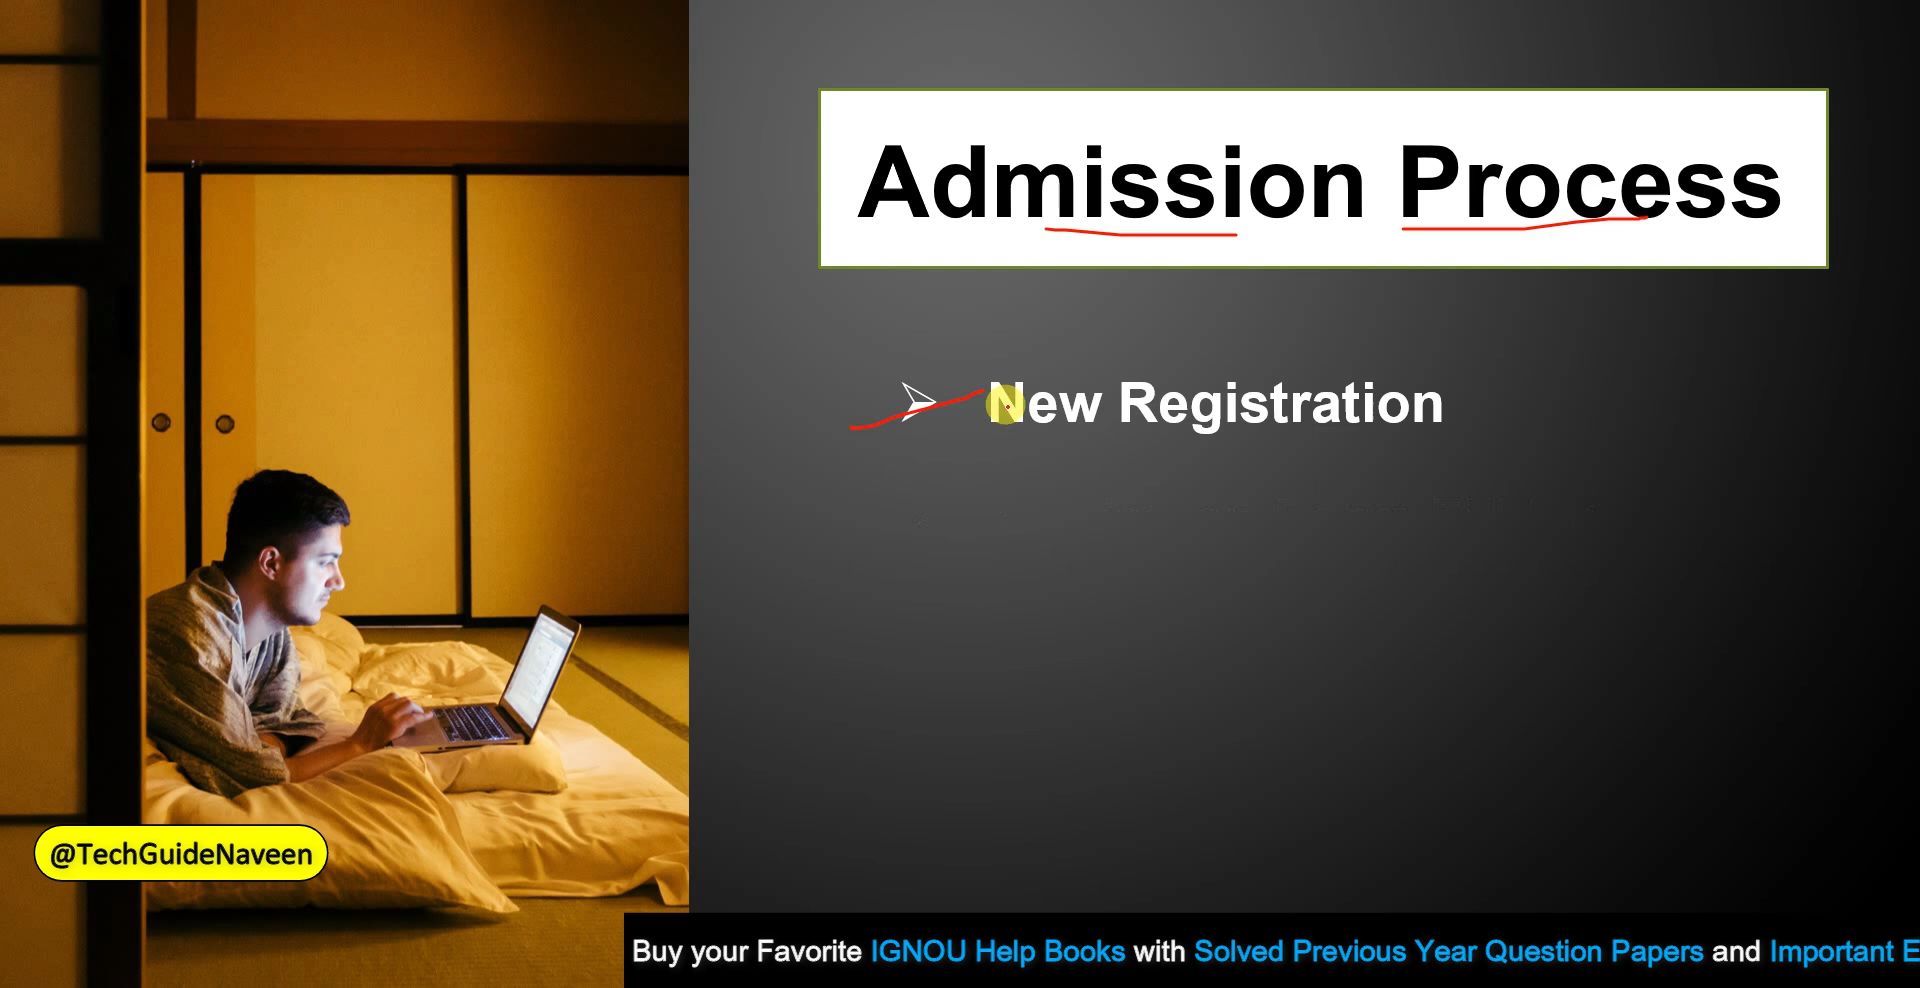 Admission Process
New Registration
@TechGuideNaveen
Buy your Favorite IGNOU Help Books with Solved Previous Year Question Papers and Important E